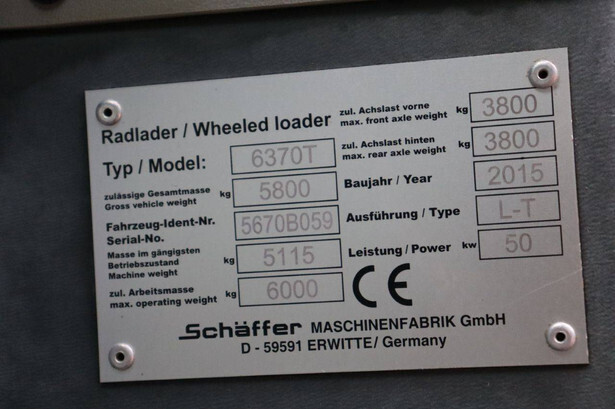 Radlader / Wheeled loader
Typ / Model: 6370T
zulässige Gesamtmasse
Gross vehicle weight kg 5800
Fahrzeug-Ident-Nr.
Serial-No. 5670B059
Masse im gängigsten
Betriebszustand
Machine weight kg 5115
zul. Arbeitsmasse
max. operating weight kg 6000
zul. Achslast vorne
max. front axle weight kg 3800
zul. Achslast hinten
max. rear axle weight kg 3800
Baujahr / Year 2015
Ausführung / Type L-T
Leistung / Power kw 50
CE
Schäffer MASCHINENFABRIK GmbH
D - 59591 ERWITTE / Germany